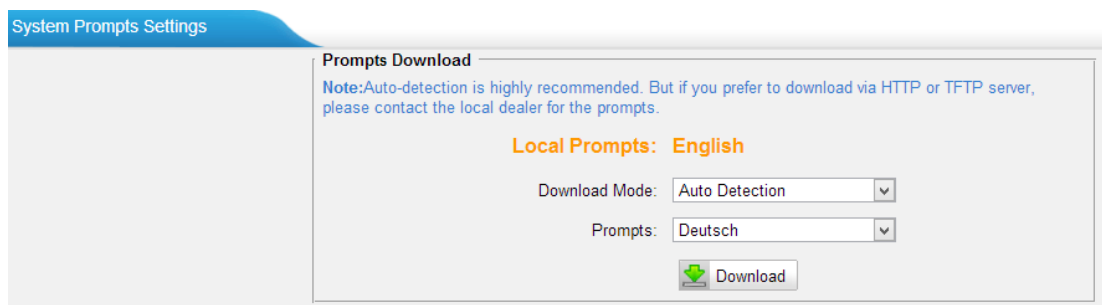 System Prompts Settings
Prompts Download
Note:Auto-detection is highly recommended. But if you prefer to download via HTTP or TFTP server,
please contact the local dealer for the prompts.
Local Prompts: English
Download Mode: Auto Detection
Prompts: Deutsch
Download